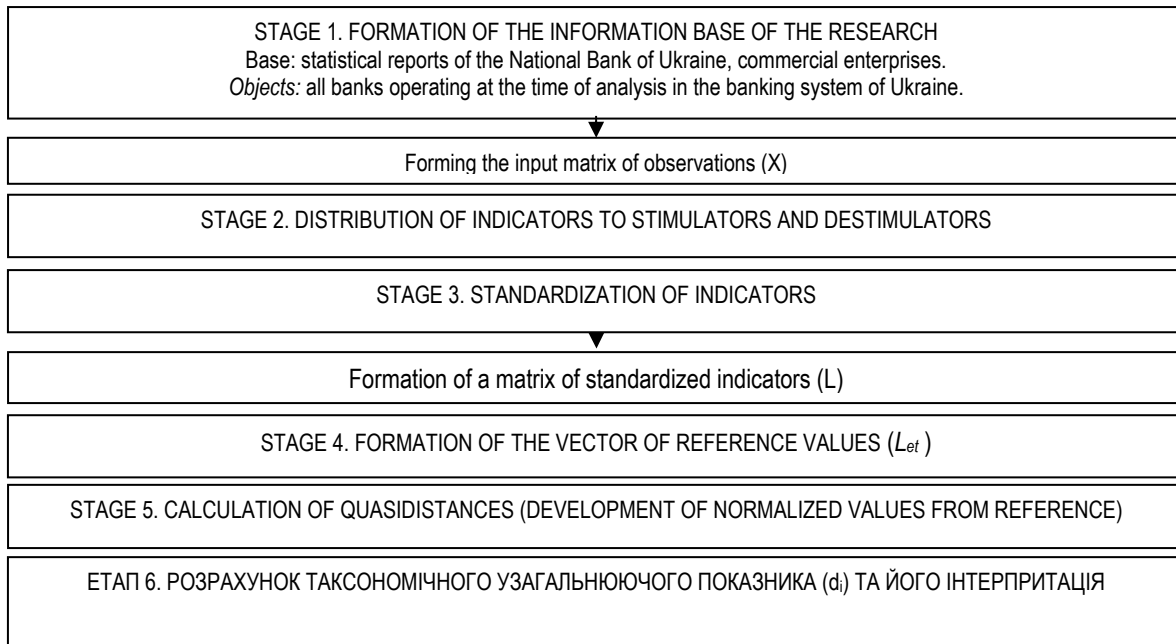 STAGE 1. FORMATION OF THE INFORMATION BASE OF THE RESEARCH
Base: statistical reports of the National Bank of Ukraine, commercial enterprises.
Objects: all banks operating at the time of analysis in the banking system of Ukraine.
Forming the input matrix of observations (X)
STAGE 2. DISTRIBUTION OF INDICATORS TO STIMULATORS AND DESTIMULATORS
STAGE 3. STANDARDIZATION OF INDICATORS
Formation of a matrix of standardized indicators (L)
STAGE 4. FORMATION OF THE VECTOR OF REFERENCE VALUES (Let )
STAGE 5. CALCULATION OF QUASIDISTANCES (DEVELOPMENT OF NORMALIZED VALUES FROM REFERENCE)
ЕТАП 6. РОЗРАХУНОК ТАКСОНОМІЧНОГО УЗАГАЛЬНЮЮЧОГО ПОКАЗНИКА (di) ТА ЙОГО ІНТЕРПРИТАЦІЯ